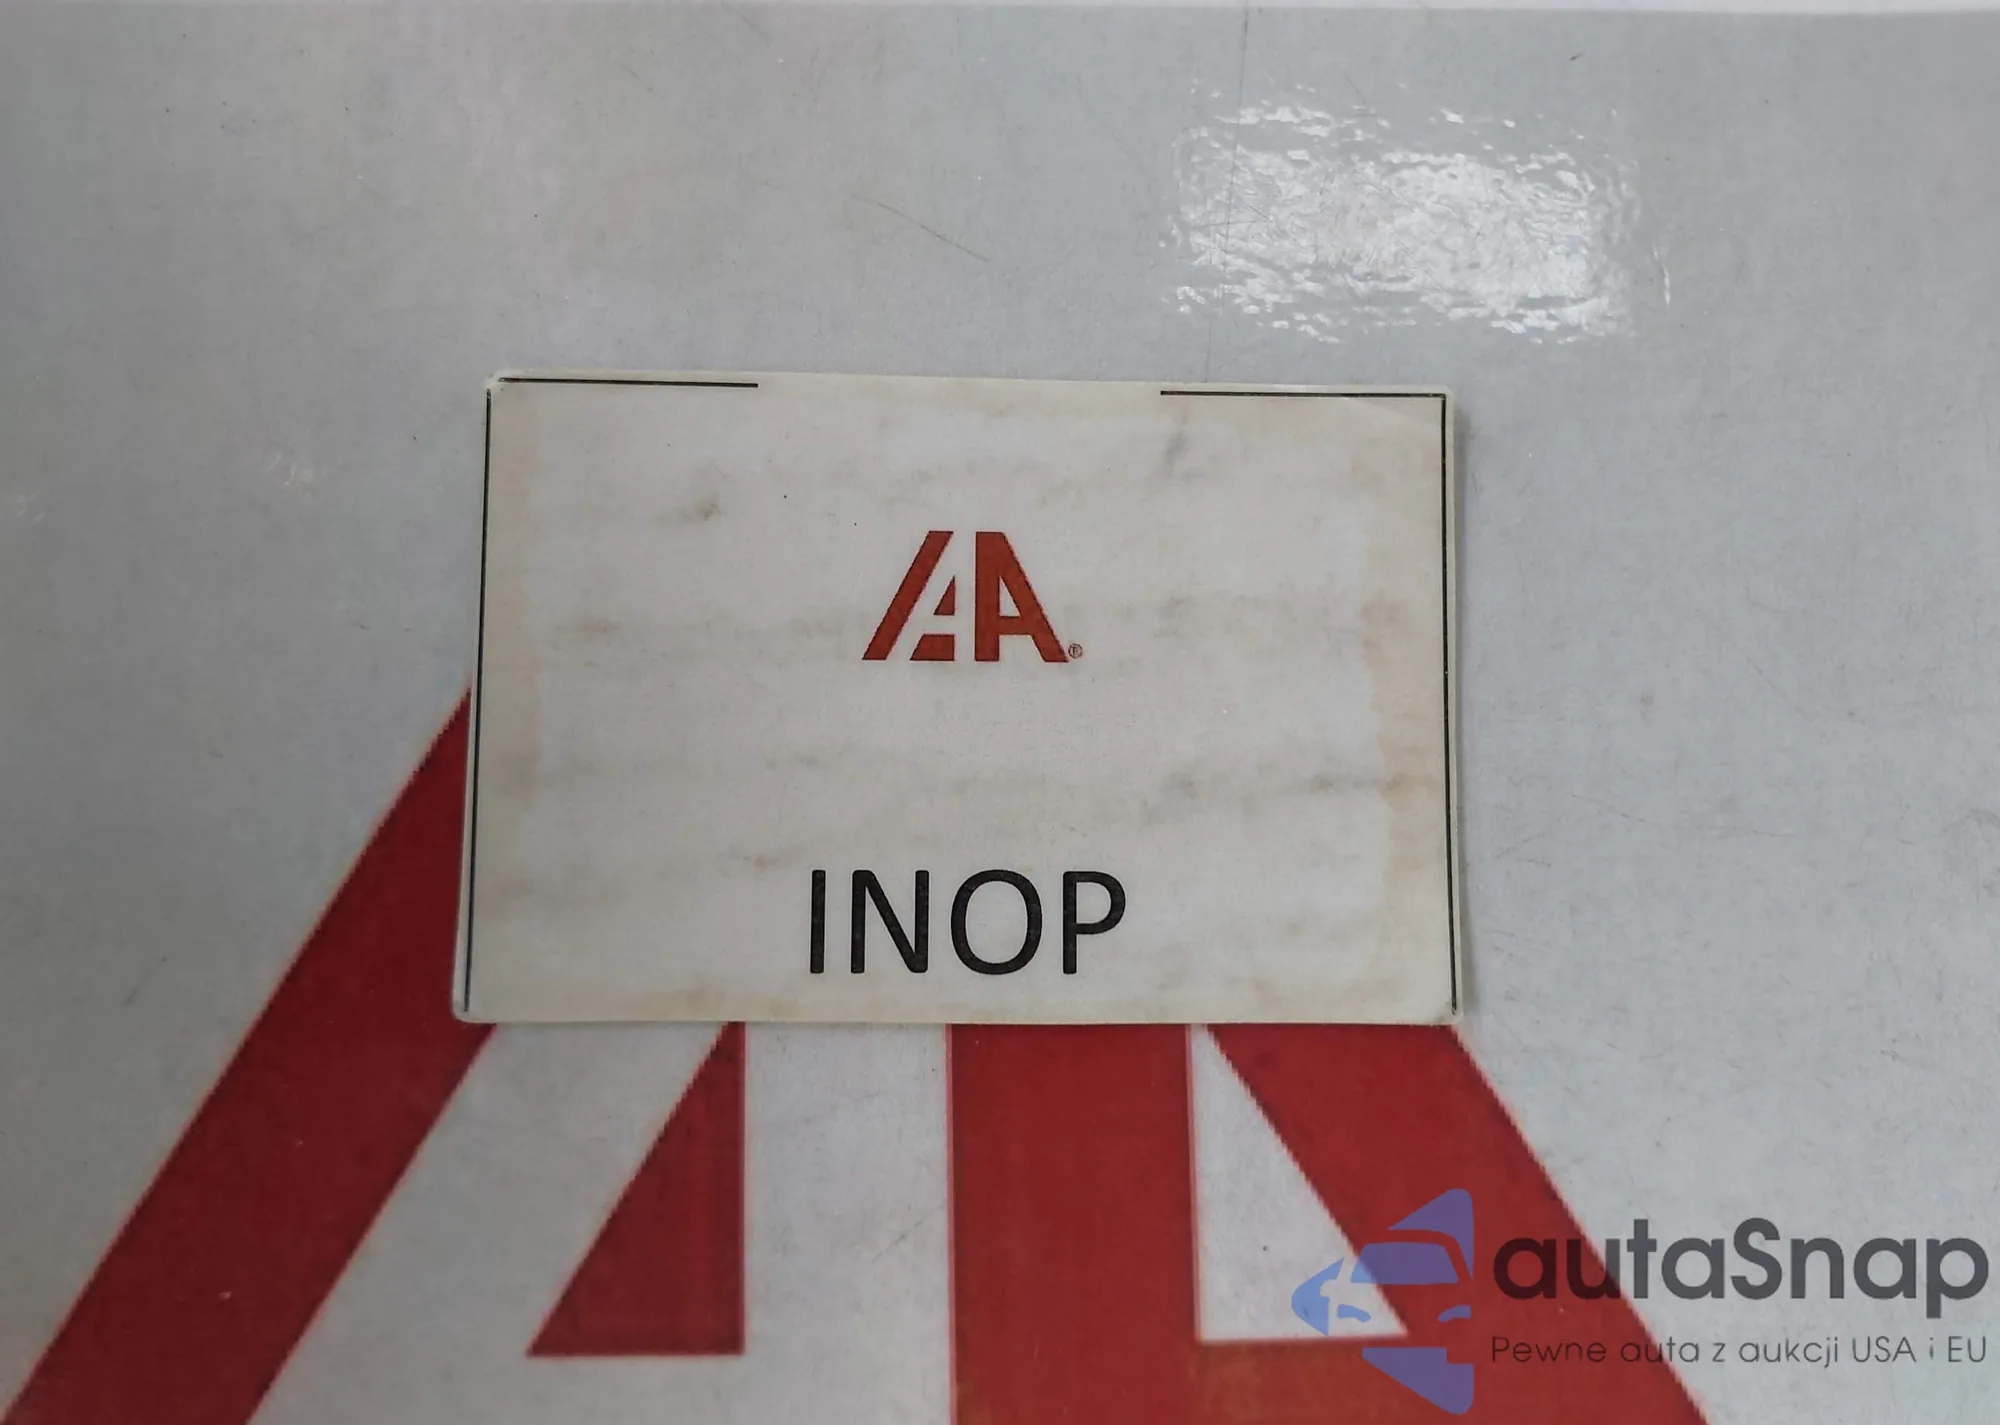 IAA®
INOP
autaSnap
Pewne auta z aukcji USA i EU